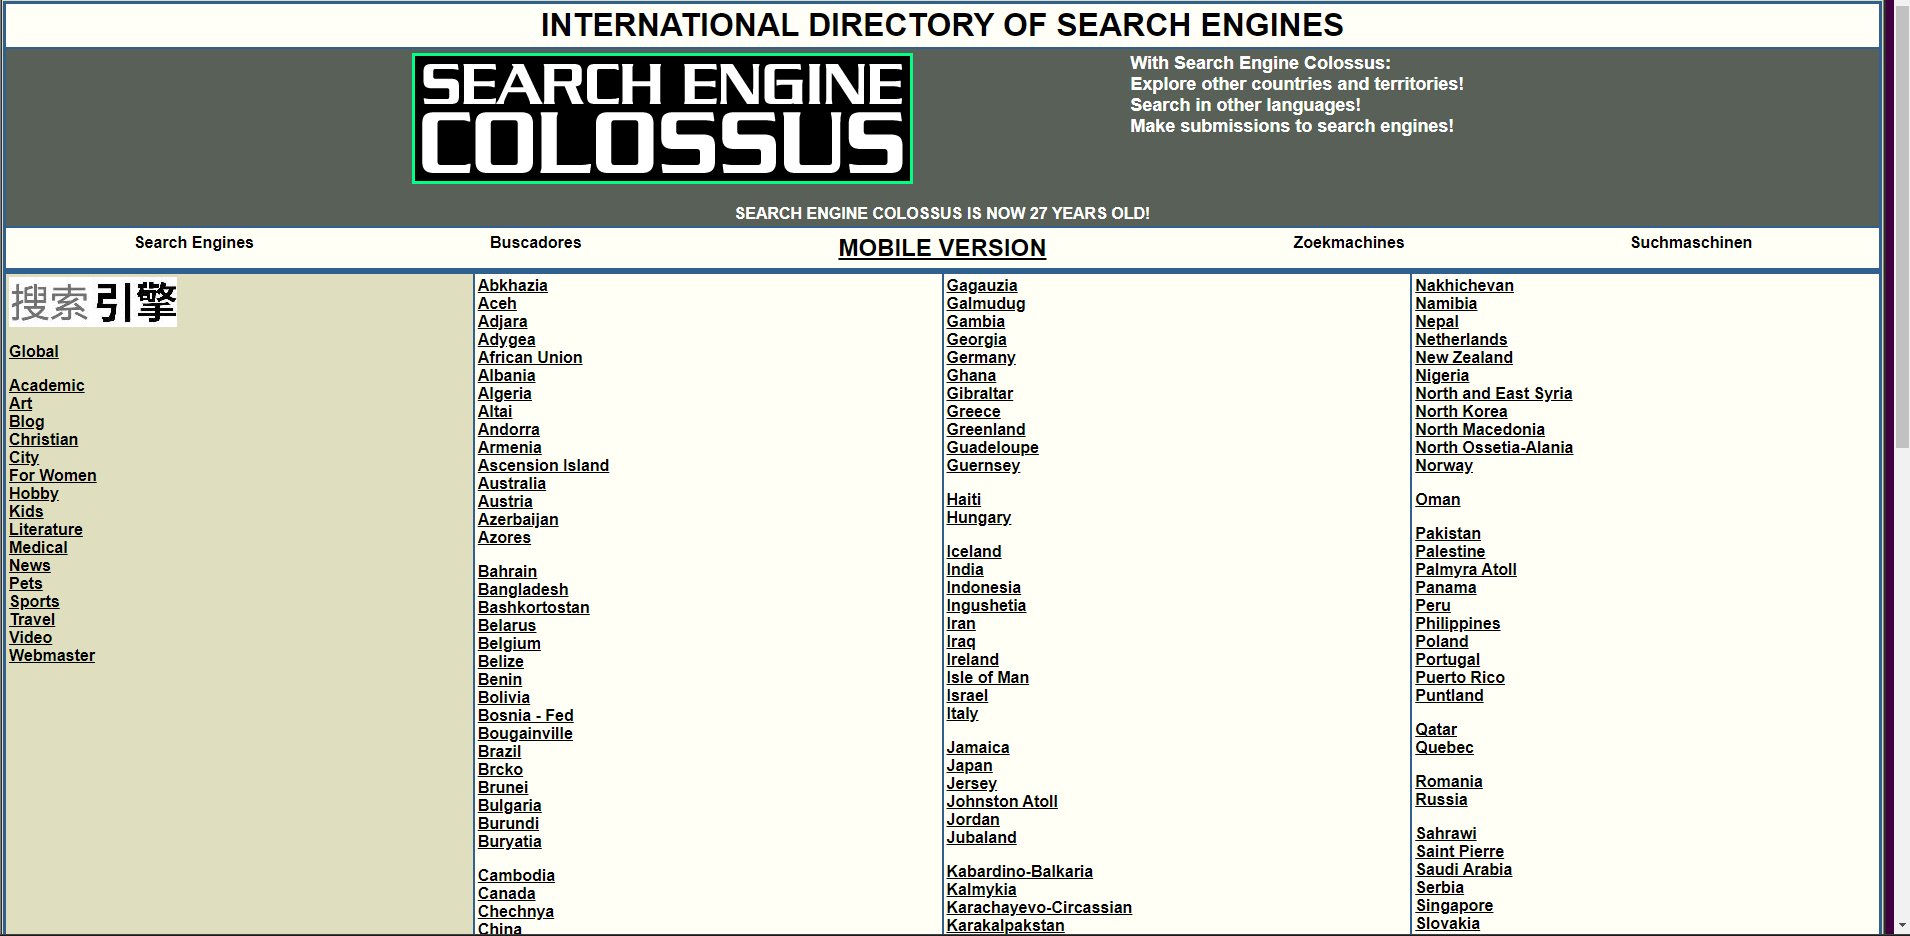 INTERNATIONAL DIRECTORY OF SEARCH ENGINES
SEARCH ENGINE
COLOSSUS
With Search Engine Colossus:
Explore other countries and territories!
Search in other languages!
Make submissions to search engines!
SEARCH ENGINE COLOSSUS IS NOW 27 YEARS OLD!
Search Engines
Buscadores
MOBILE VERSION
Zoekmachines
Suchmaschinen
搜索引擎
Global
Academic
Art
Blog
Christian
City
For Women
Hobby
Kids
Literature
Medical
News
Pets
Sports
Travel
Video
Webmaster
Abkhazia
Aceh
Adjara
Adygea
African Union
Albania
Algeria
Altai
Andorra
Armenia
Ascension Island
Australia
Austria
Azerbaijan
Azores
Bahrain
Bangladesh
Bashkortostan
Belarus
Belgium
Belize
Benin
Bolivia
Bosnia - Fed
Bougainville
Brazil
Brcko
Brunei
Bulgaria
Burundi
Buryatia
Cambodia
Canada
Chechnya
China
Gagauzia
Galmudug
Gambia
Georgia
Germany
Ghana
Gibraltar
Greece
Greenland
Guadeloupe
Guernsey
Haiti
Hungary
Iceland
India
Indonesia
Ingushetia
Iran
Iraq
Ireland
Isle of Man
Israel
Italy
Jamaica
Japan
Jersey
Johnston Atoll
Jordan
Jubaland
Kabardino-Balkaria
Kalmykia
Karachayevo-Circassian
Karakalpakstan
Nakhichevan
Namibia
Nepal
Netherlands
New Zealand
Nigeria
North and East Syria
North Korea
North Macedonia
North Ossetia-Alania
Norway
Oman
Pakistan
Palestine
Palmyra Atoll
Panama
Peru
Philippines
Poland
Portugal
Puerto Rico
Puntland
Qatar
Quebec
Romania
Russia
Sahrawi
Saint Pierre
Saudi Arabia
Serbia
Singapore
Slovakia